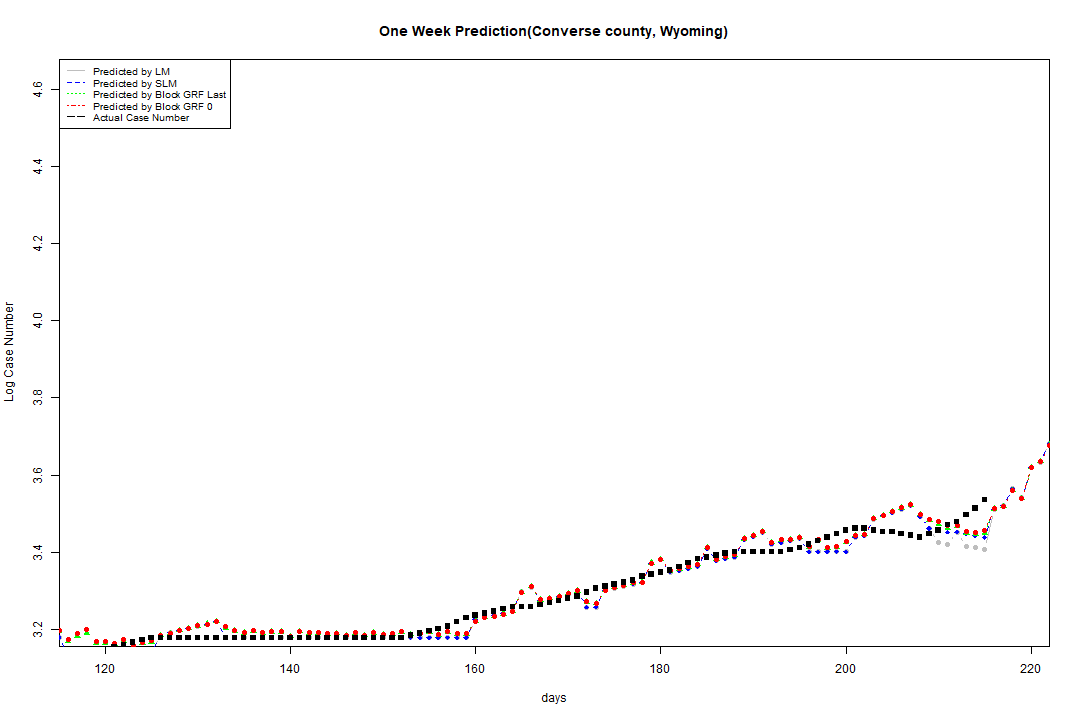 One Week Prediction(Converse county, Wyoming)
Predicted by LM
Predicted by SLM
Predicted by Block GRF Last
Predicted by Block GRF 0
Actual Case Number
4.6
4.4
4.2
4.0
3.8
3.6
3.4
3.2
Log Case Number
120 140 160 180 200 220
days